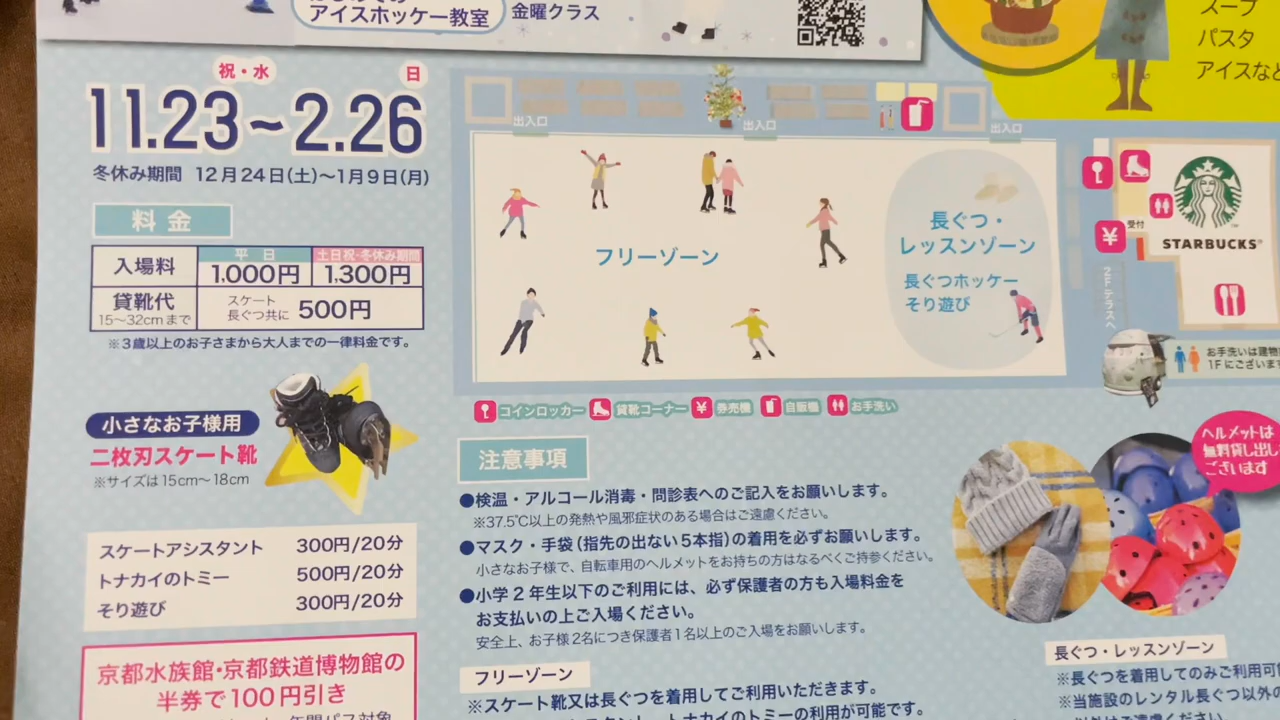 アイスホッケー教室
金曜クラス
スープ
パスタ
アイスなど
祝・水
日
11.23～2.26
冬休み期間 12月24日(土)～1月9日(月)
料金
入場料
平日
1,000円
土日祝・冬休み期間
1,300円
貸靴代
15～32cmまで
スケート
長ぐつ共に
500円
※3歳以上のお子さまから大人までの一律料金です。
小さなお子様用
二枚刃スケート靴
※サイズは15cm～18cm
スケートアシスタント 300円/20分
トナカイのトミー 500円/20分
そり遊び 300円/20分
京都水族館・京都鉄道博物館の
半券で100円引き
出入口
出入口
出入口
フリーゾーン
長ぐつ・
レッスンゾーン
長ぐつホッケー
そり遊び
受付
STARBUCKS®
2Fテラスへ
お手洗いは建物
1Fにございます
コインロッカー
貸靴コーナー
¥ 券売機
自販機
お手洗い
注意事項
●検温・アルコール消毒・問診表へのご記入をお願いします。
※37.5℃以上の発熱や風邪症状のある場合はご遠慮ください。
●マスク・手袋(指先の出ない5本指)の着用を必ずお願いします。
小さなお子様で、自転車用のヘルメットをお持ちの方はなるべくご持参ください。
●小学2年生以下のご利用には、必ず保護者の方も入場料金を
お支払いの上ご入場ください。
安全上、お子様2名につき保護者1名以上のご入場をお願いします。
ヘルメットは
無料貸し出し
ございます
フリーゾーン
※スケート靴又は長ぐつを着用してご利用いただきます。
トナカイのトミーの利用が可能です。
長ぐつ・レッスンゾーン
※長ぐつを着用してのみご利用可
※当施設のレンタル長ぐつ以外の